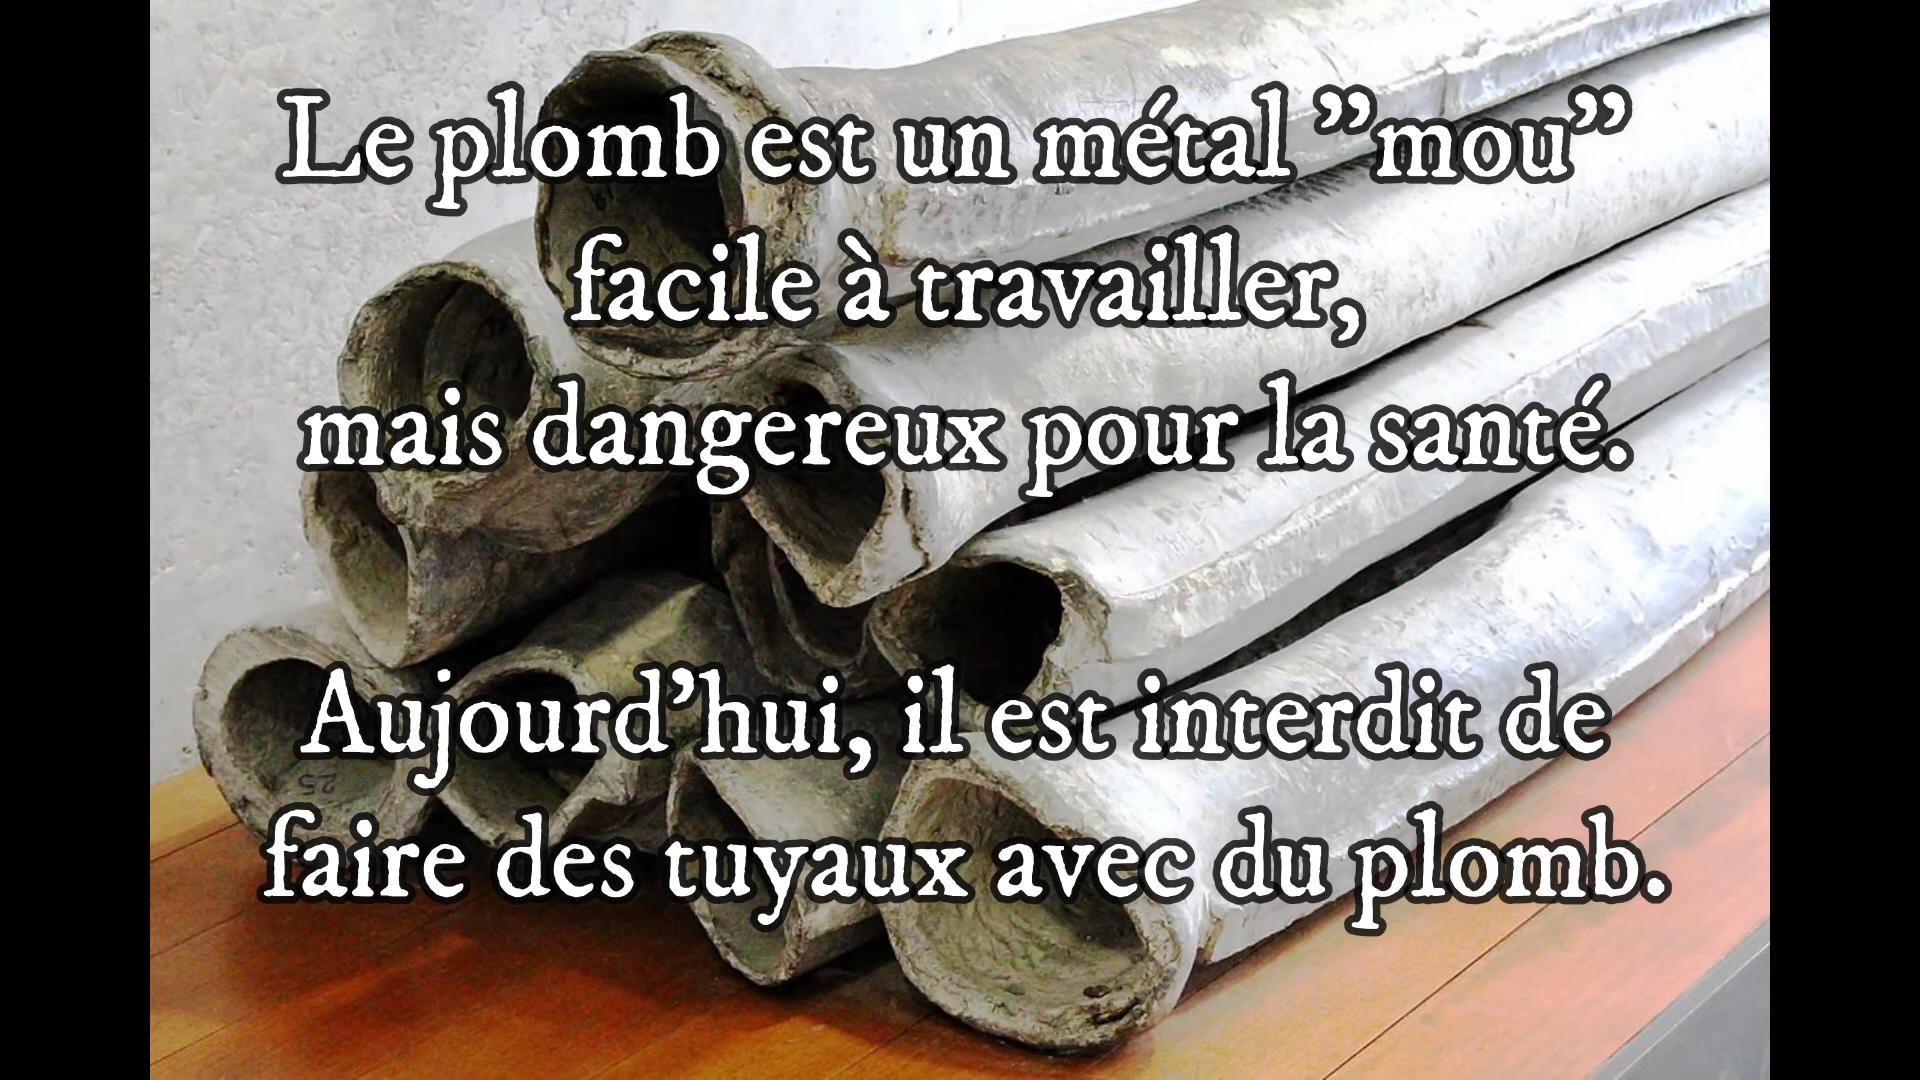 Le plomb est un métal ”mou”
facile à travailler,
mais dangereux pour la santé.
Aujourd’hui, il est interdit de
faire des tuyaux avec du plomb.
25